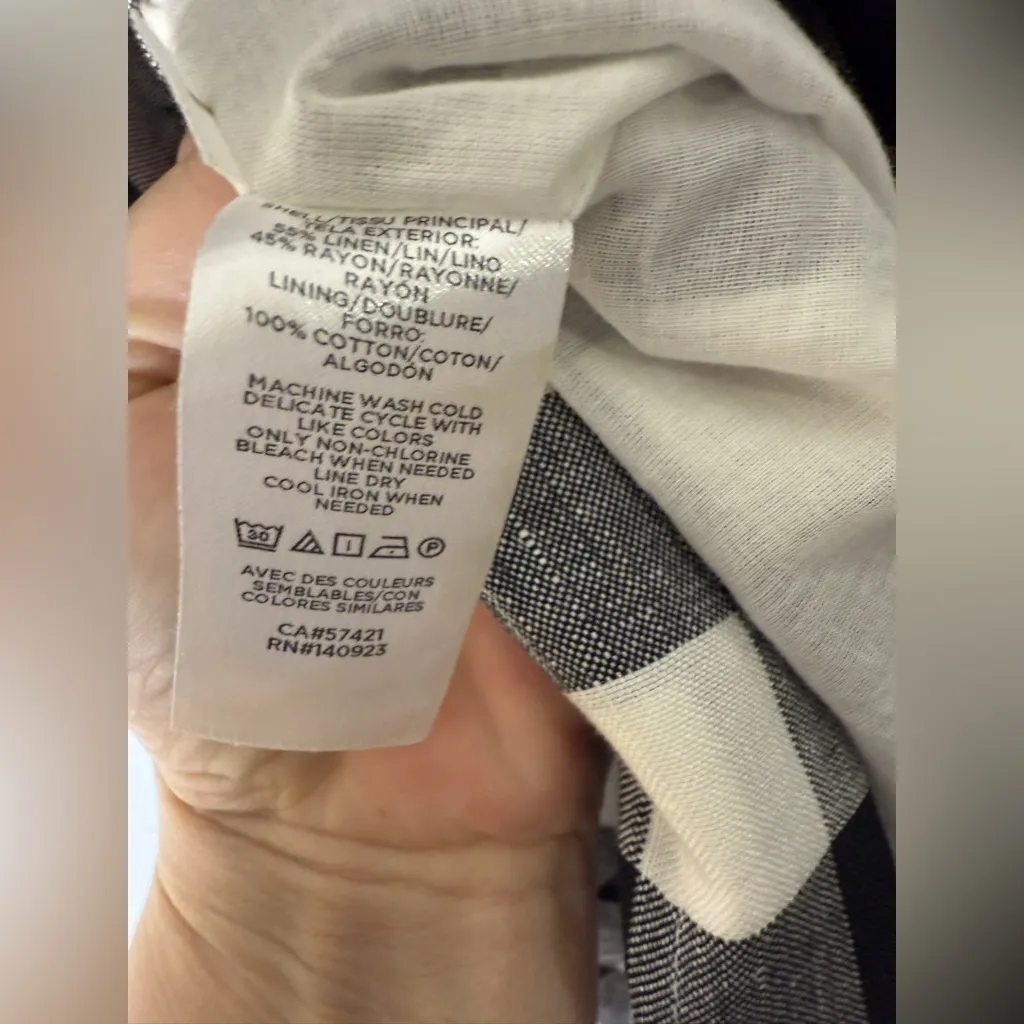 SHELL/TISSU PRINCIPAL/
TELA EXTERIOR:
55% LINEN/LIN/LINO
45% RAYON/RAYONNE/
RAYÓN
LINING/DOUBLURE/
FORRO:
100% COTTON/COTON/
ALGODÓN
MACHINE WASH COLD
DELICATE CYCLE WITH
LIKE COLORS
ONLY NON-CHLORINE
BLEACH WHEN NEEDED
LINE DRY
COOL IRON WHEN
NEEDED
30 P
AVEC DES COULEURS
SEMBLABLES/CON
COLORES SIMILARES
CA#57421
RN#140923